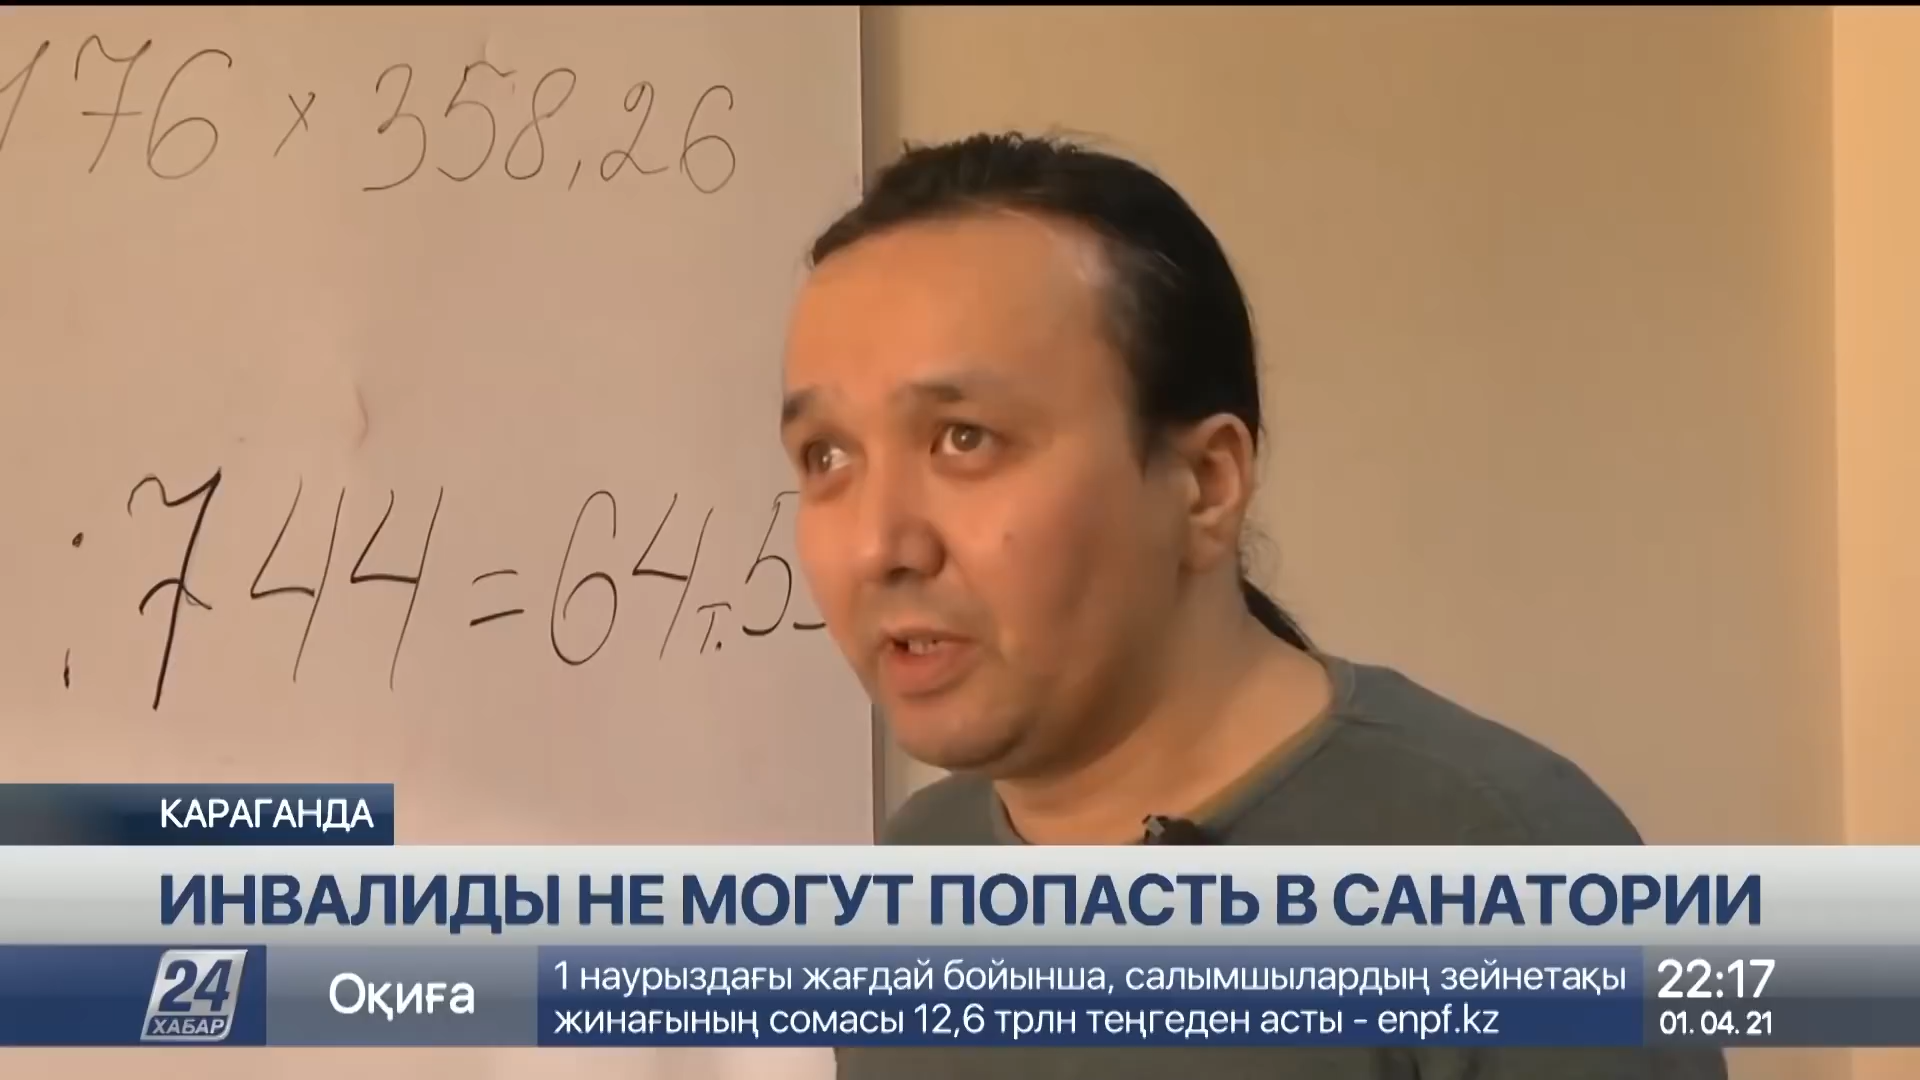 176 × 358,26
: 744 = 64т.5
КАРАГАНДА
ИНВАЛИДЫ НЕ МОГУТ ПОПАСТЬ В САНАТОРИИ
24
ХАБАР
Оқиға
1 наурыздағы жағдай бойынша, салымшылардың зейнетақы
жинағының сомасы 12,6 трлн теңгеден асты - enpf.kz
22:17
01. 04. 21